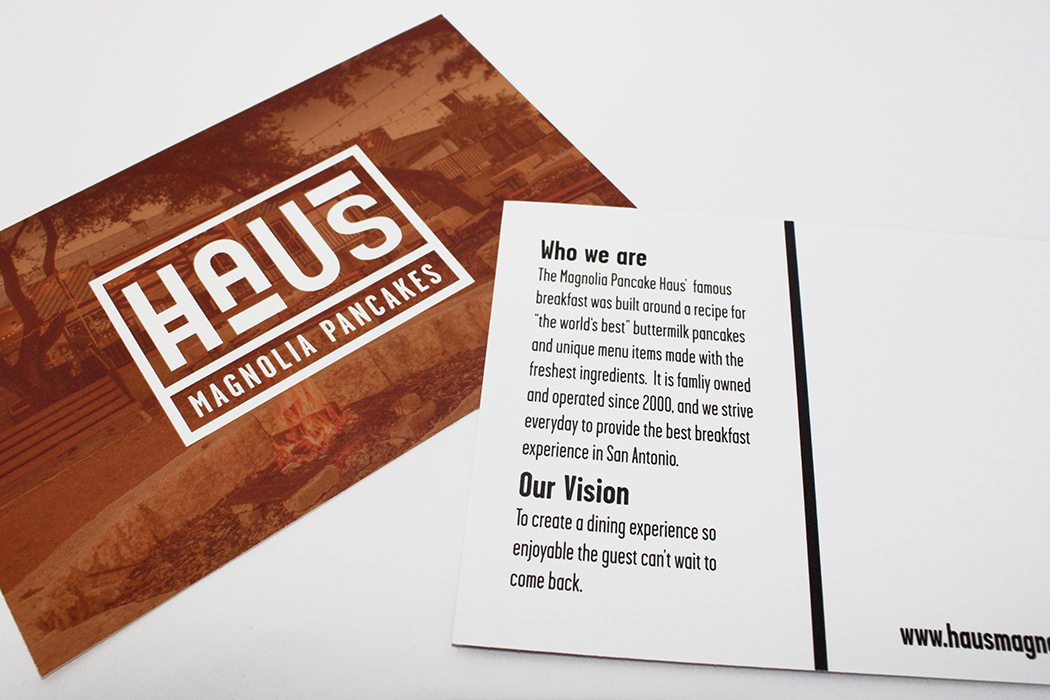 HAUS
MAGNOLIA PANCAKES
Who we are
The Magnolia Pancake Haus' famous
breakfast was built around a recipe for
"the world's best" buttermilk pancakes
and unique menu items made with the
freshest ingredients. It is famliy owned
and operated since 2000, and we strive
everyday to provide the best breakfast
experience in San Antonio.
Our Vision
To create a dining experience so
enjoyable the guest can't wait to
come back.
www.hausmagn